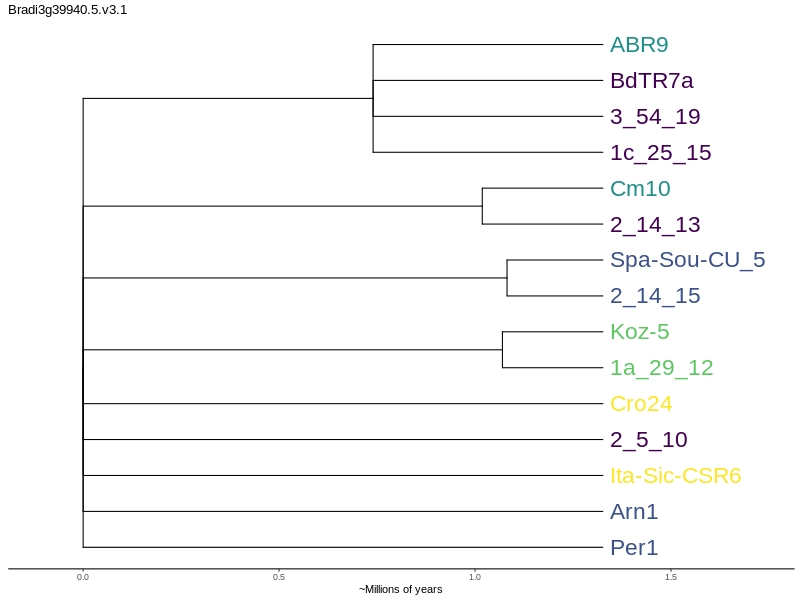 Bradi3g39940.5.v3.1
ABR9
BdTR7a
3_54_19
1c_25_15
Cm10
2_14_13
Spa-Sou-CU_5
2_14_15
Koz-5
1a_29_12
Cro24
2_5_10
Ita-Sic-CSR6
Arn1
Per1
0.0 0.5 1.0 1.5
~Millions of years